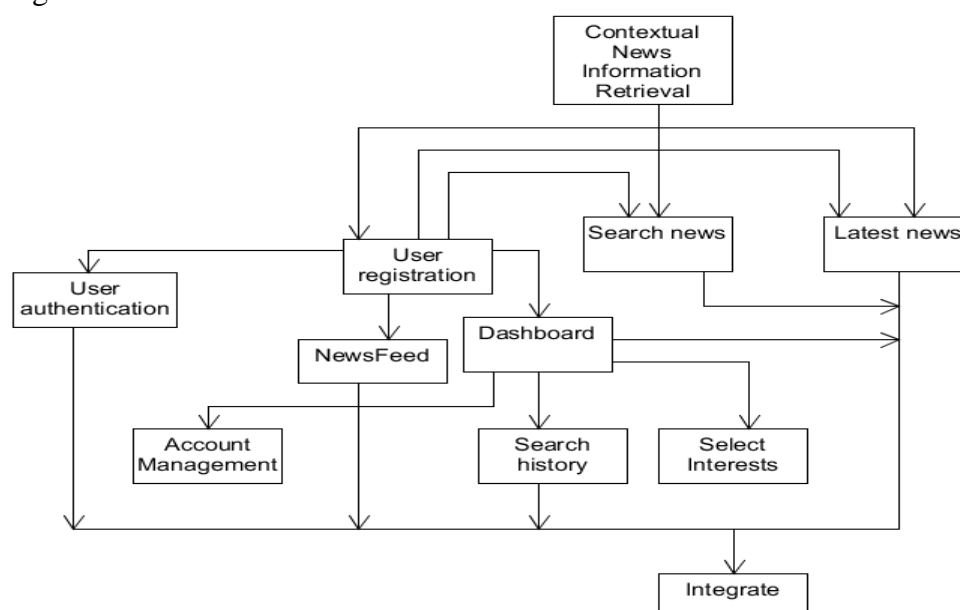 Contextual
News
Information
Retrieval
Search news
Latest news
User
registration
User
authentication
Dashboard
NewsFeed
Account
Management
Search
history
Select
Interests
Integrate